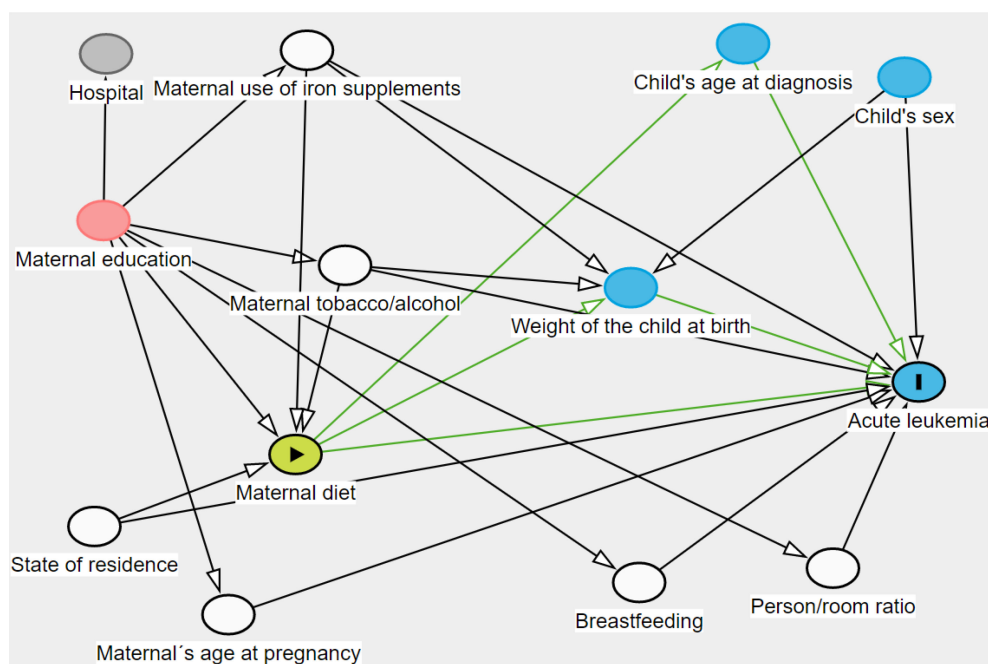 Hospital
Maternal use of iron supplements
Child's age at diagnosis
Child's sex
Maternal education
Maternal tobacco/alcohol
Weight of the child at birth
Acute leukemia
Maternal diet
State of residence
Breastfeeding
Person/room ratio
Maternal´s age at pregnancy